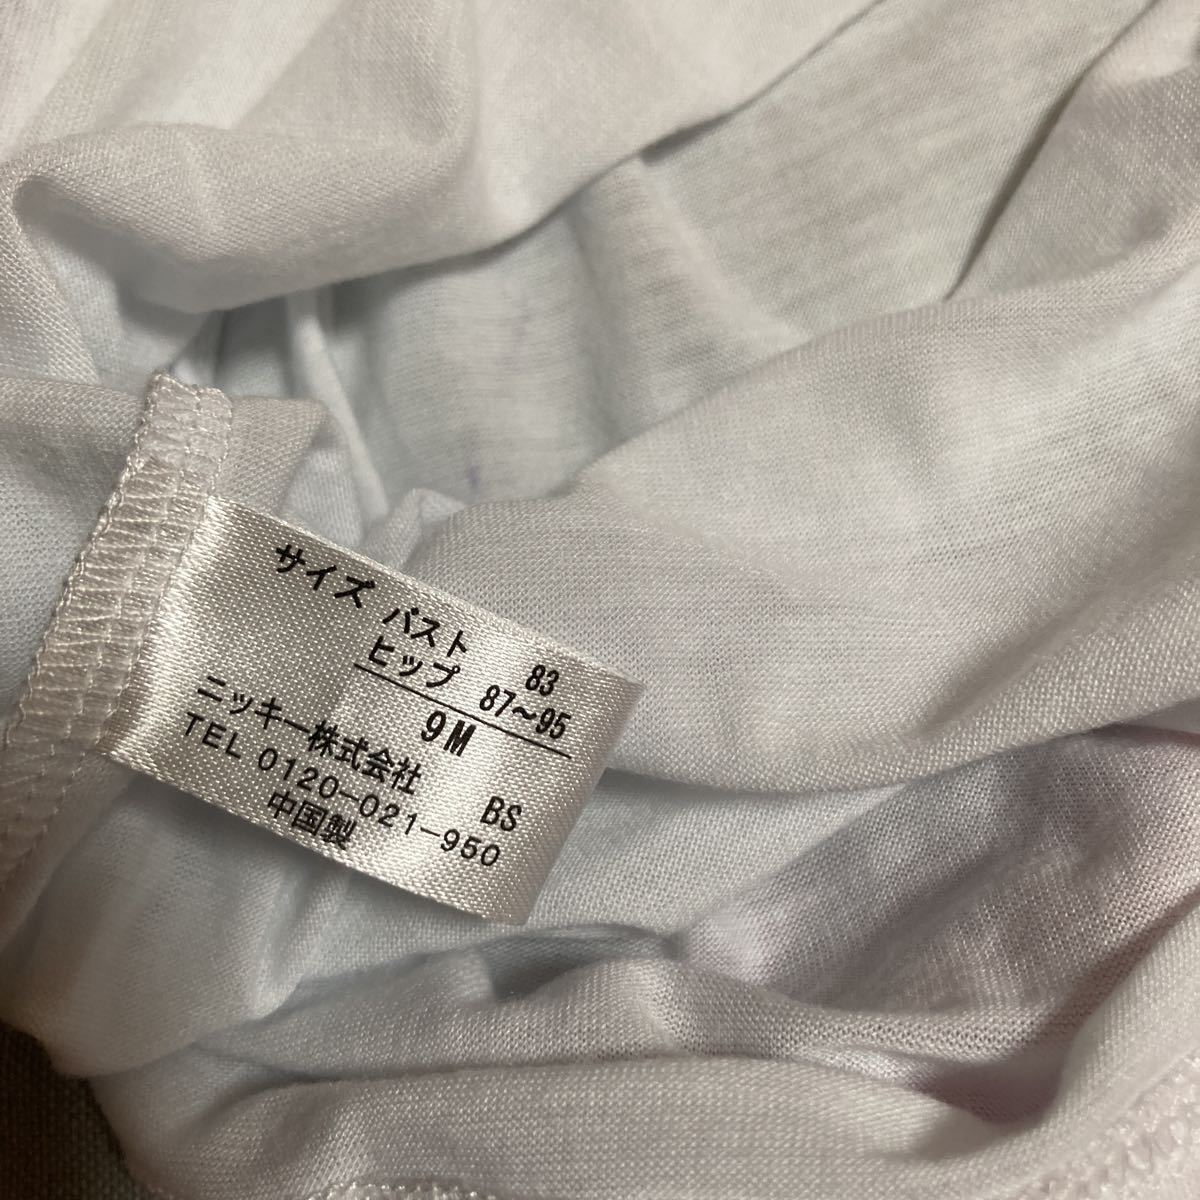 サイズ バスト 83
ヒップ 87～95
9M
ニッキー株式会社 BS
TEL 0120-021-950
中国製